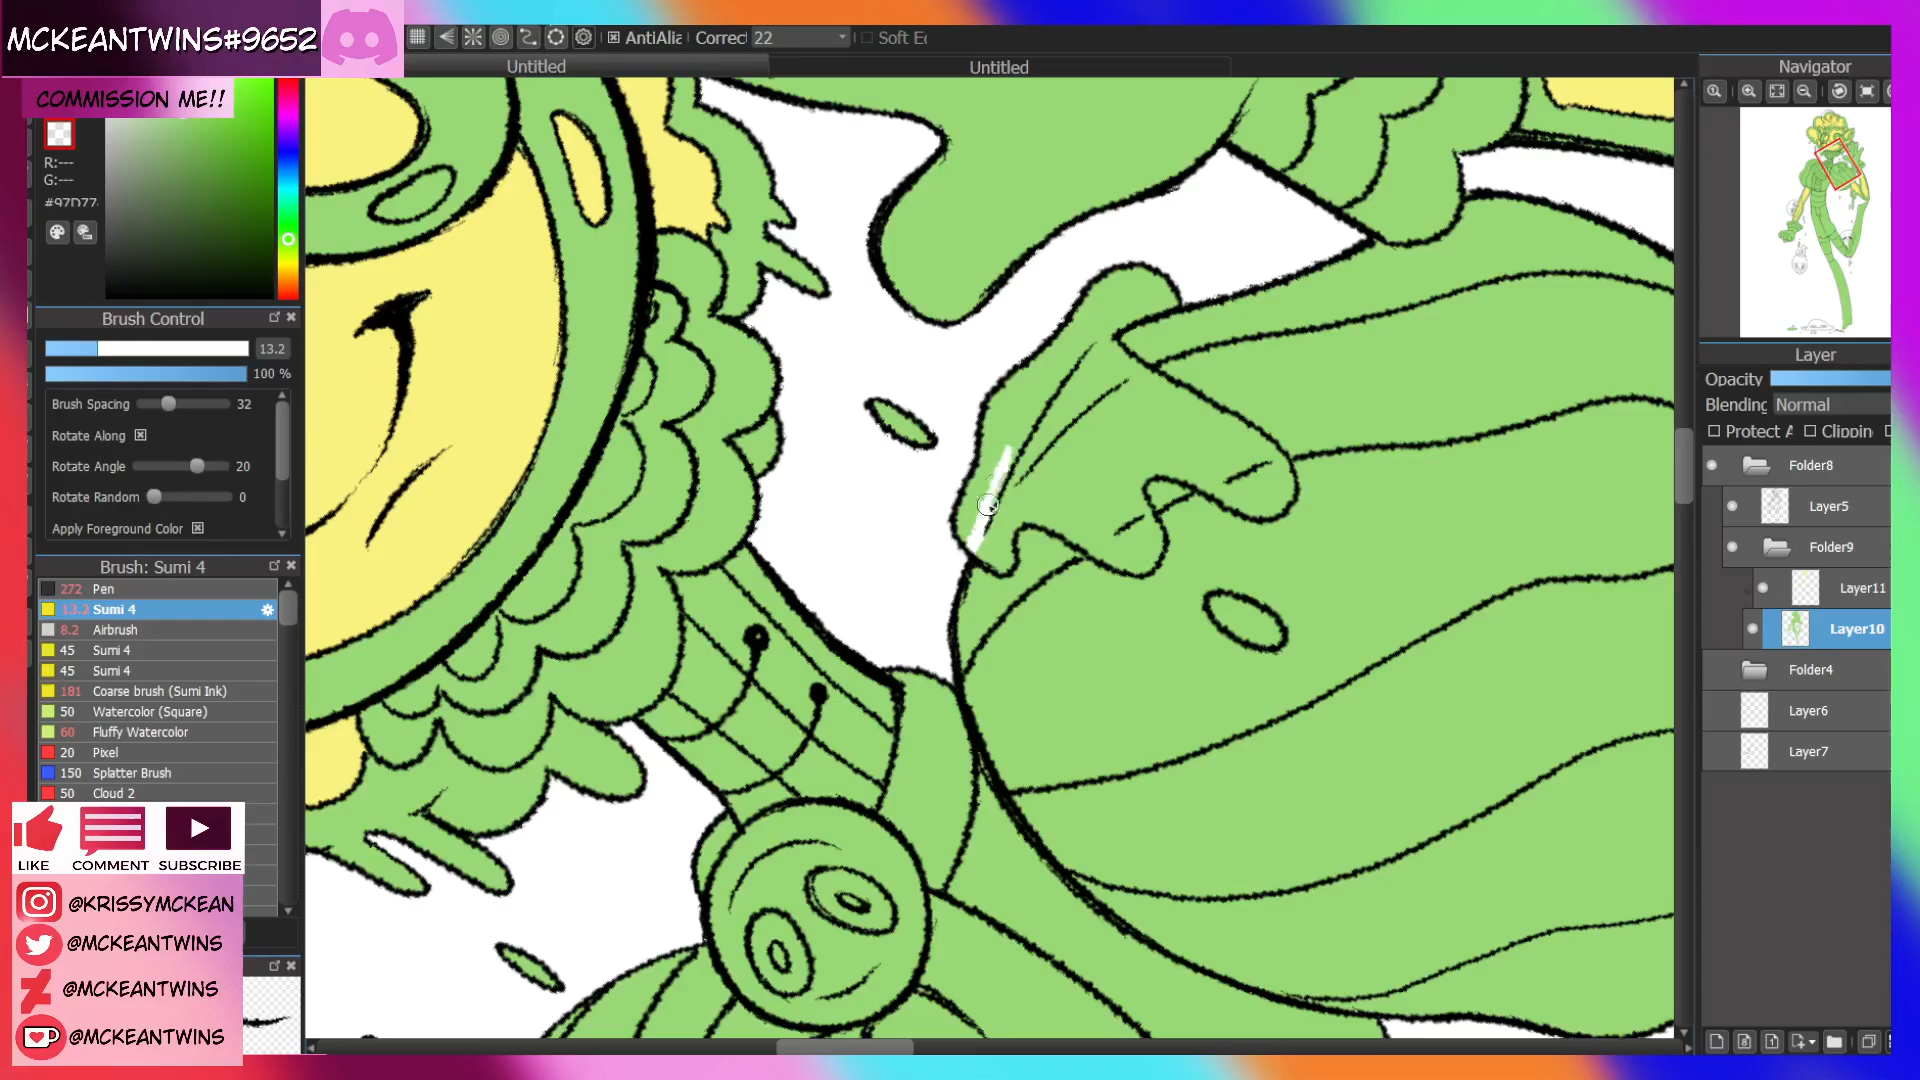 MCKEANTWINS#9652
COMMISSION ME!!
AntiAlia
Correct
22
Soft E
Untitled
Untitled
R:---
G:---
#97D77
Brush Control
13.2
100 %
Brush Spacing 32
Rotate Along
Rotate Angle 20
Rotate Random 0
Apply Foreground Color
Brush: Sumi 4
272 Pen
13.2 Sumi 4
8.2 Airbrush
45 Sumi 4
45 Sumi 4
181 Coarse brush (Sumi Ink)
50 Watercolor (Square)
60 Fluffy Watercolor
20 Pixel
150 Splatter Brush
50 Cloud 2
LIKE COMMENT SUBSCRIBE
@KRISSYMCKEAN
@MCKEANTWINS
@MCKEANTWINS
@MCKEANTWINS
Navigator
Layer
Opacity
Blending Normal
Protect A Clippin
Folder8
Layer5
Folder9
Layer11
Layer10
Folder4
Layer6
Layer7